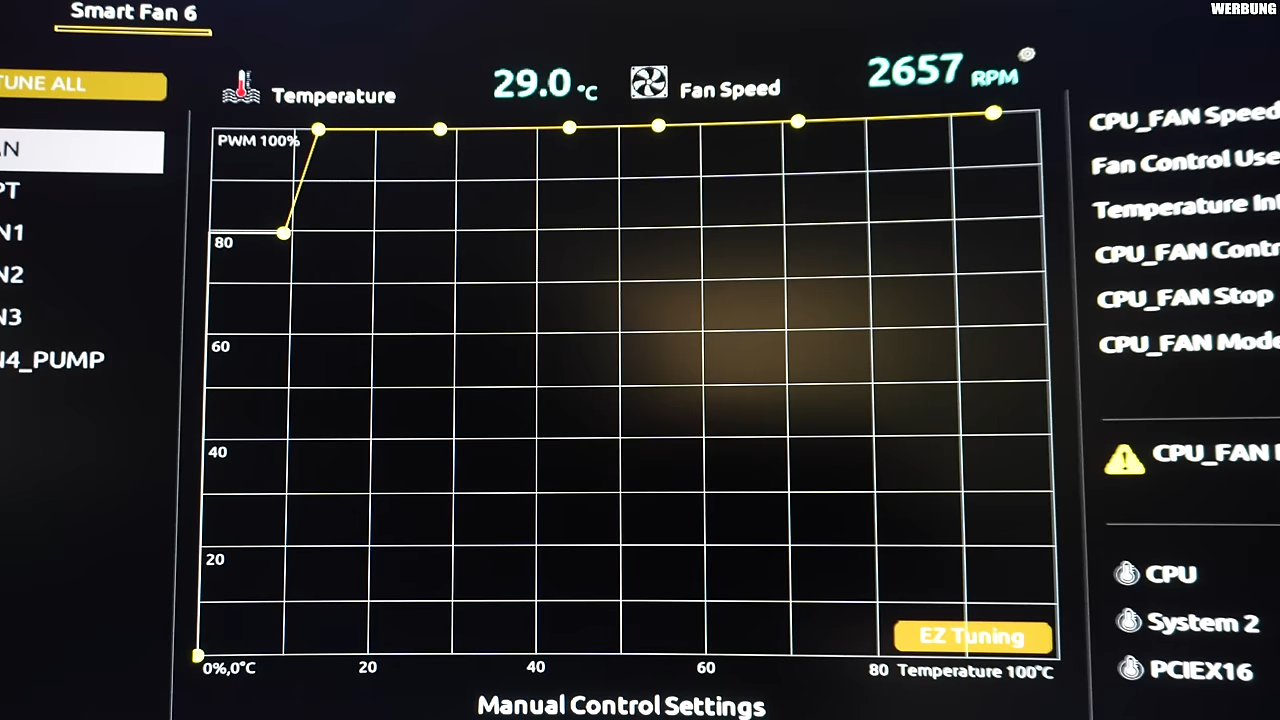 WERBUNG
Smart Fan 6
TUNE ALL
Temperature 29.0 °C Fan Speed 2657 RPM
PWM 100%
80
60
40
20
0%,0°C 20 40 60 80 Temperature 100°C
EZ Tuning
Manual Control Settings
AN
PT
N1
N2
N3
N4_PUMP
CPU_FAN Speed
Fan Control Use
Temperature Int
CPU_FAN Contr
CPU_FAN Stop
CPU_FAN Mode
CPU_FAN
CPU
System 2
PCIEX16